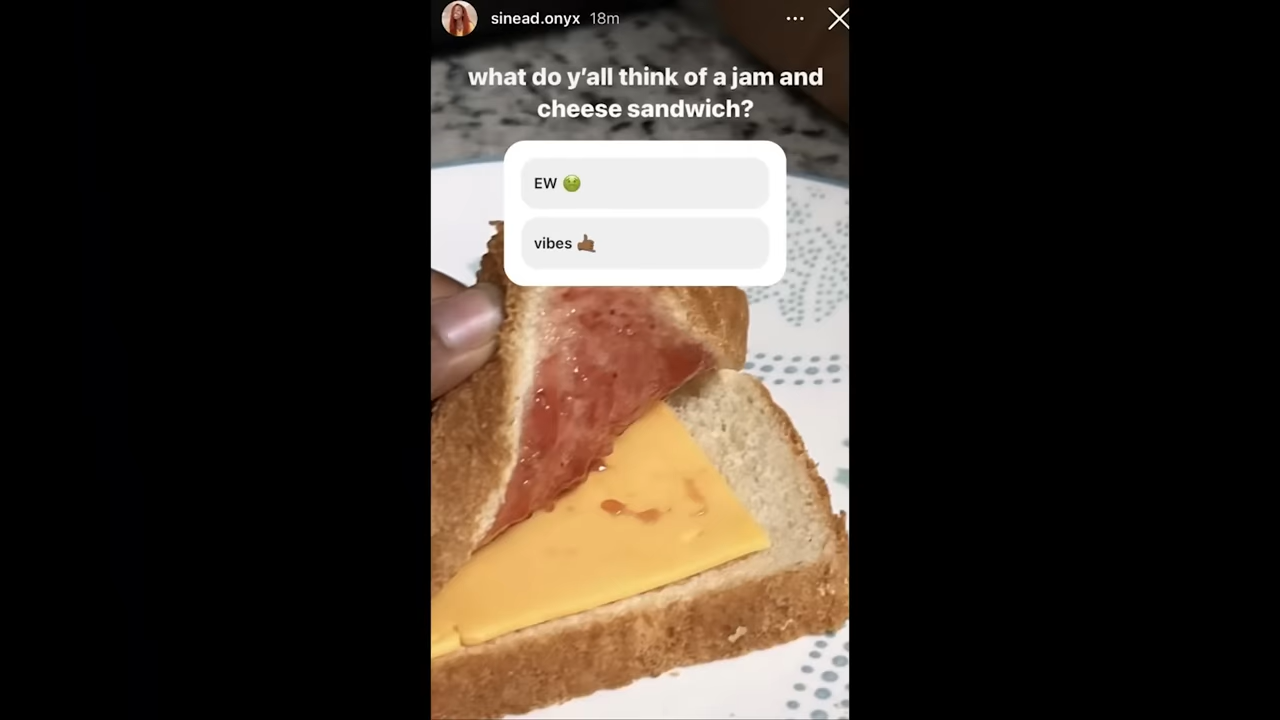 sinead.onyx 18m
what do y'all think of a jam and
cheese sandwich?
EW 🤢
vibes 🤙🏾